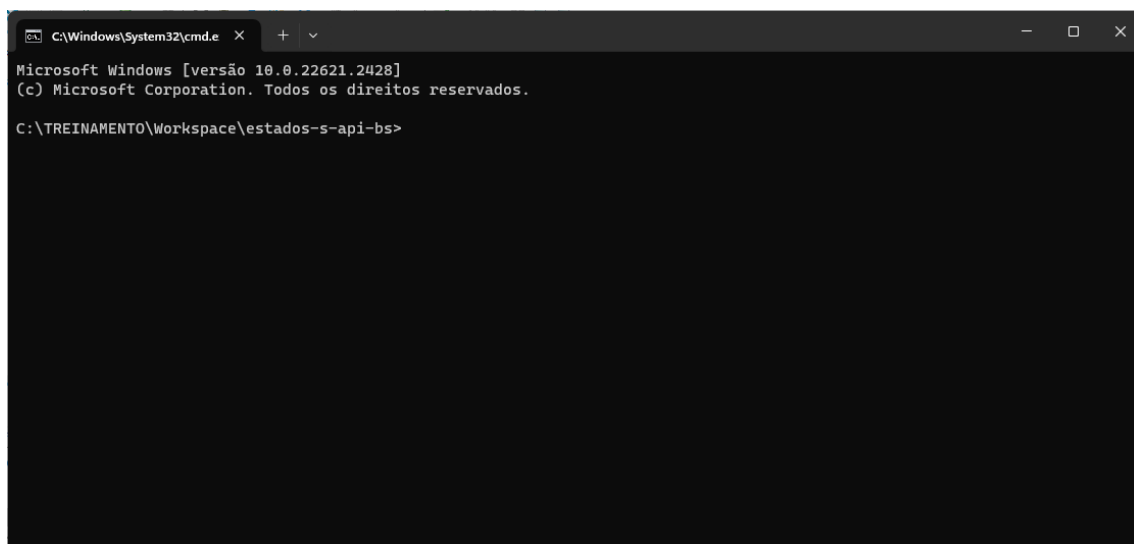 C:\Windows\System32\cmd.e
Microsoft Windows [versão 10.0.22621.2428]
(c) Microsoft Corporation. Todos os direitos reservados.
C:\TREINAMENTO\Workspace\estados-s-api-bs>